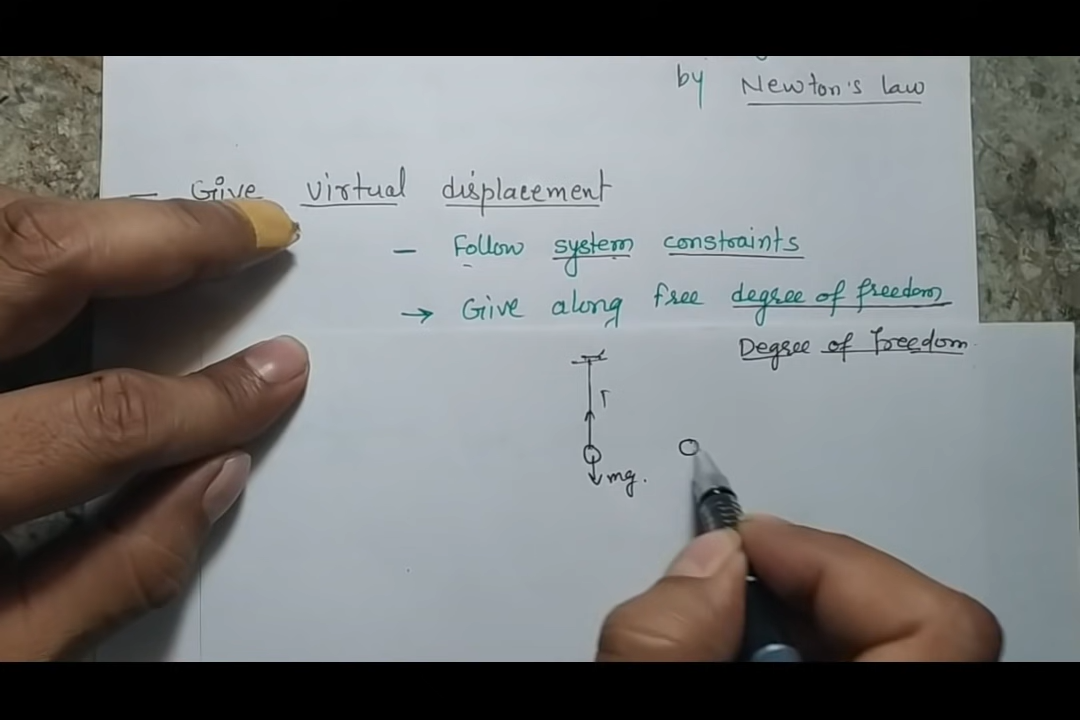 by Newton's law
- Give virtual displacement
- Follow system constraints
→ Give along free degree of freedom
Degree of freedom
T
mg.